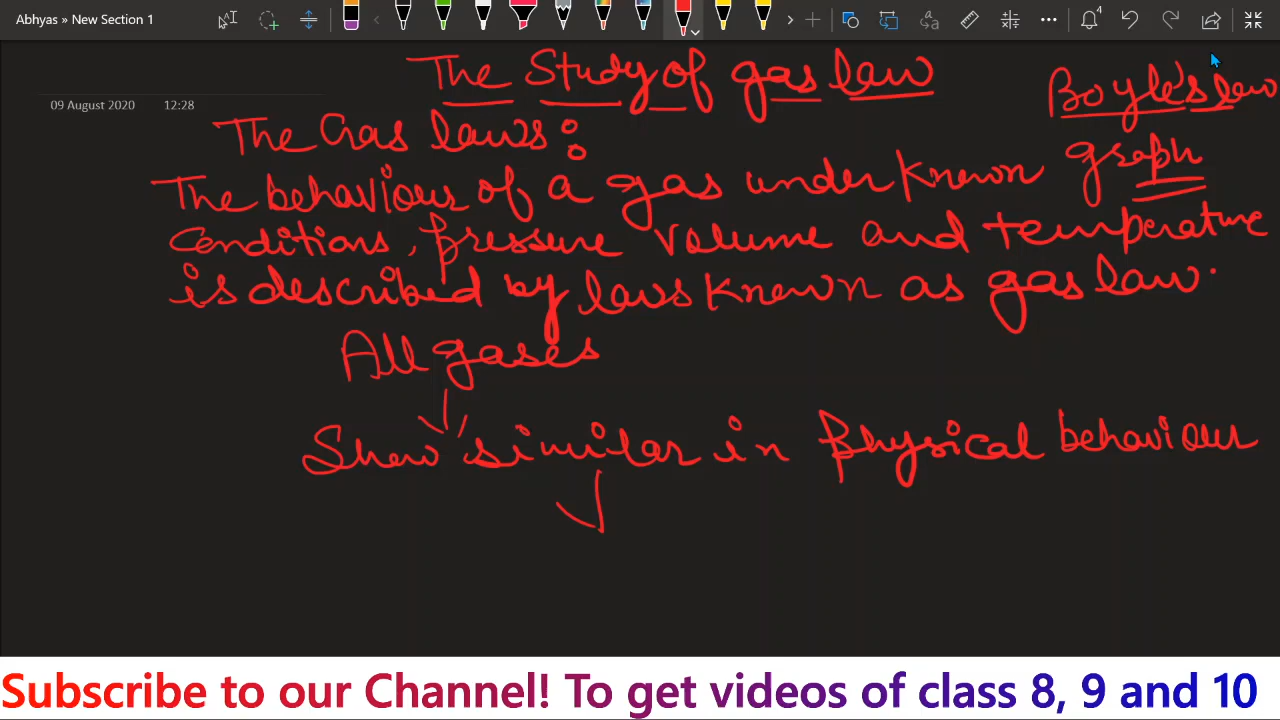 Abhyas » New Section 1
4
The Study of gas law
Boyle's law
graph
09 August 2020 12:28
The Gas laws:
The behaviour of a gas under known
conditions, pressure volume and temperature
is described by laws known as gas law.
All gases
Show similar in Physical behaviour
Subscribe to our Channel! To get videos of class 8, 9 and 10